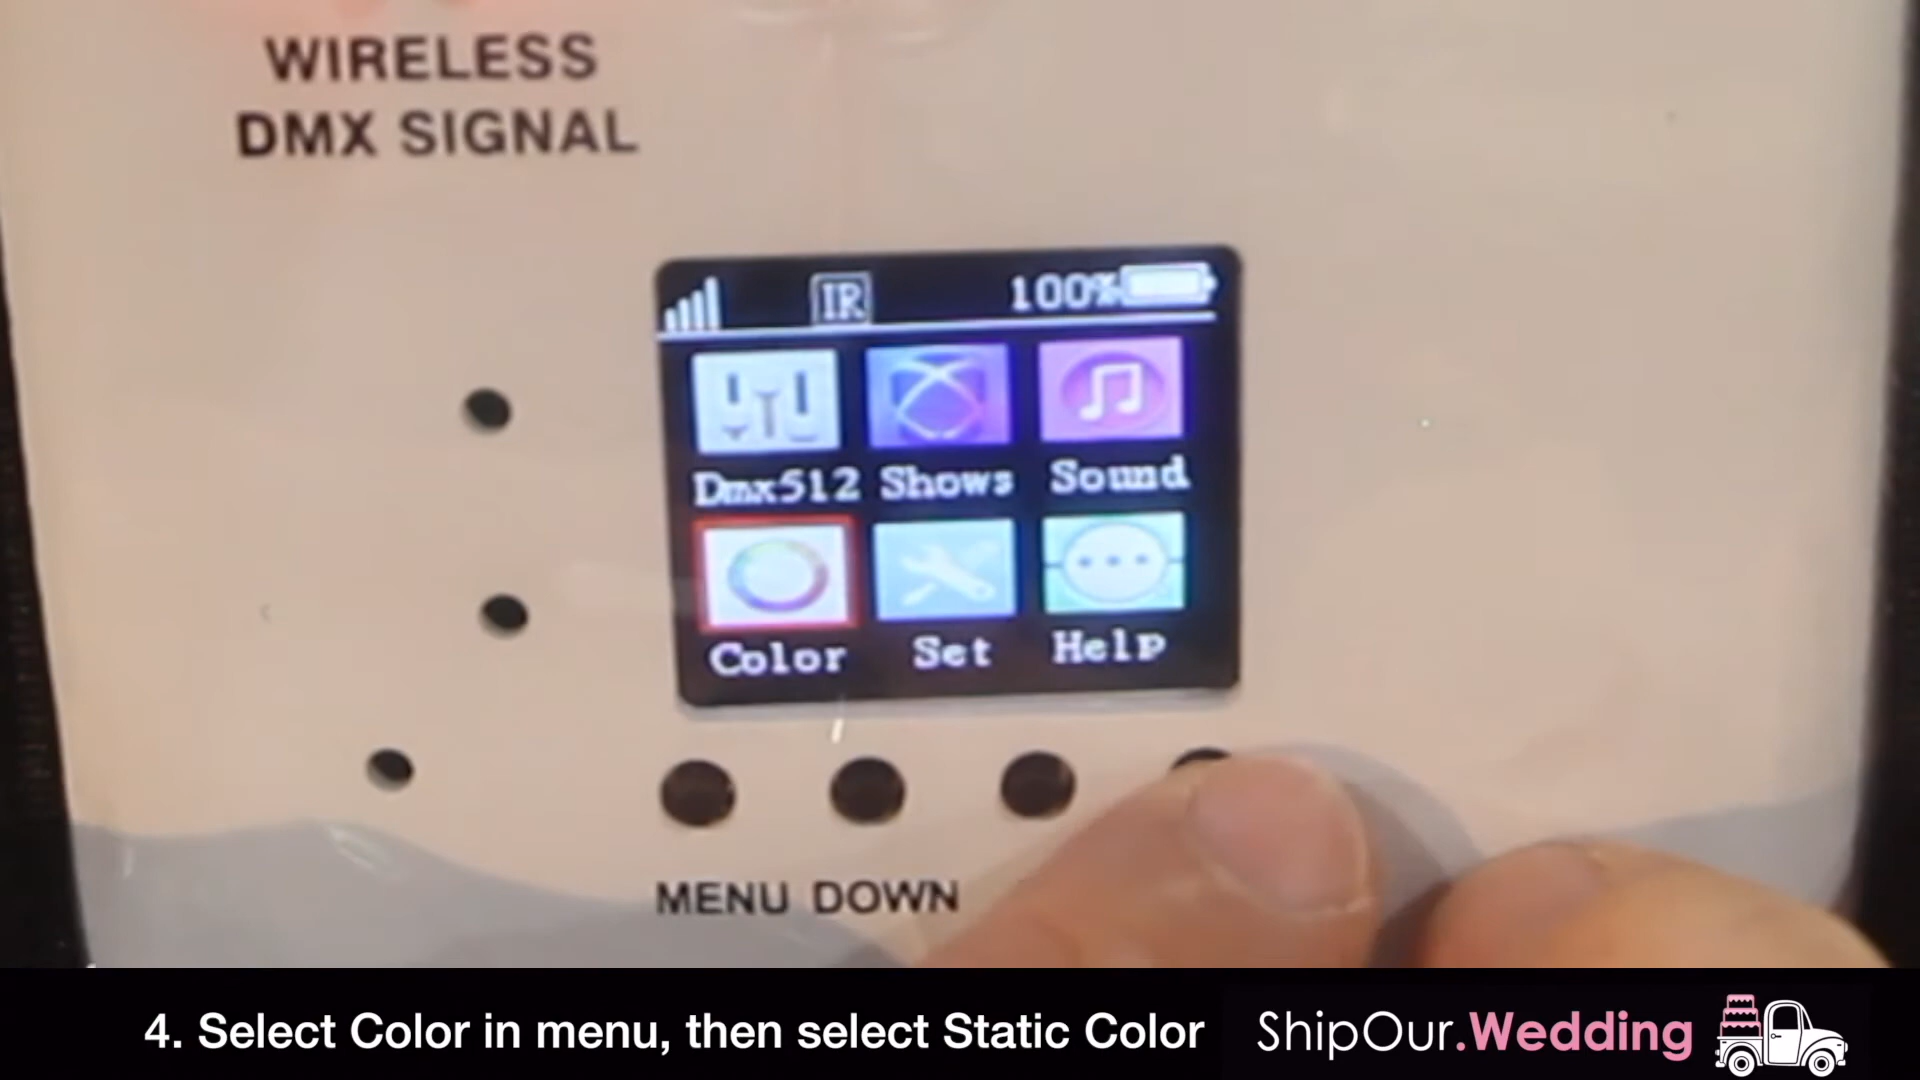 WIRELESS
DMX SIGNAL
IR 100%
Dmx512 Shows Sound
Color Set Help
MENU DOWN
4. Select Color in menu, then select Static Color
ShipOur.Wedding